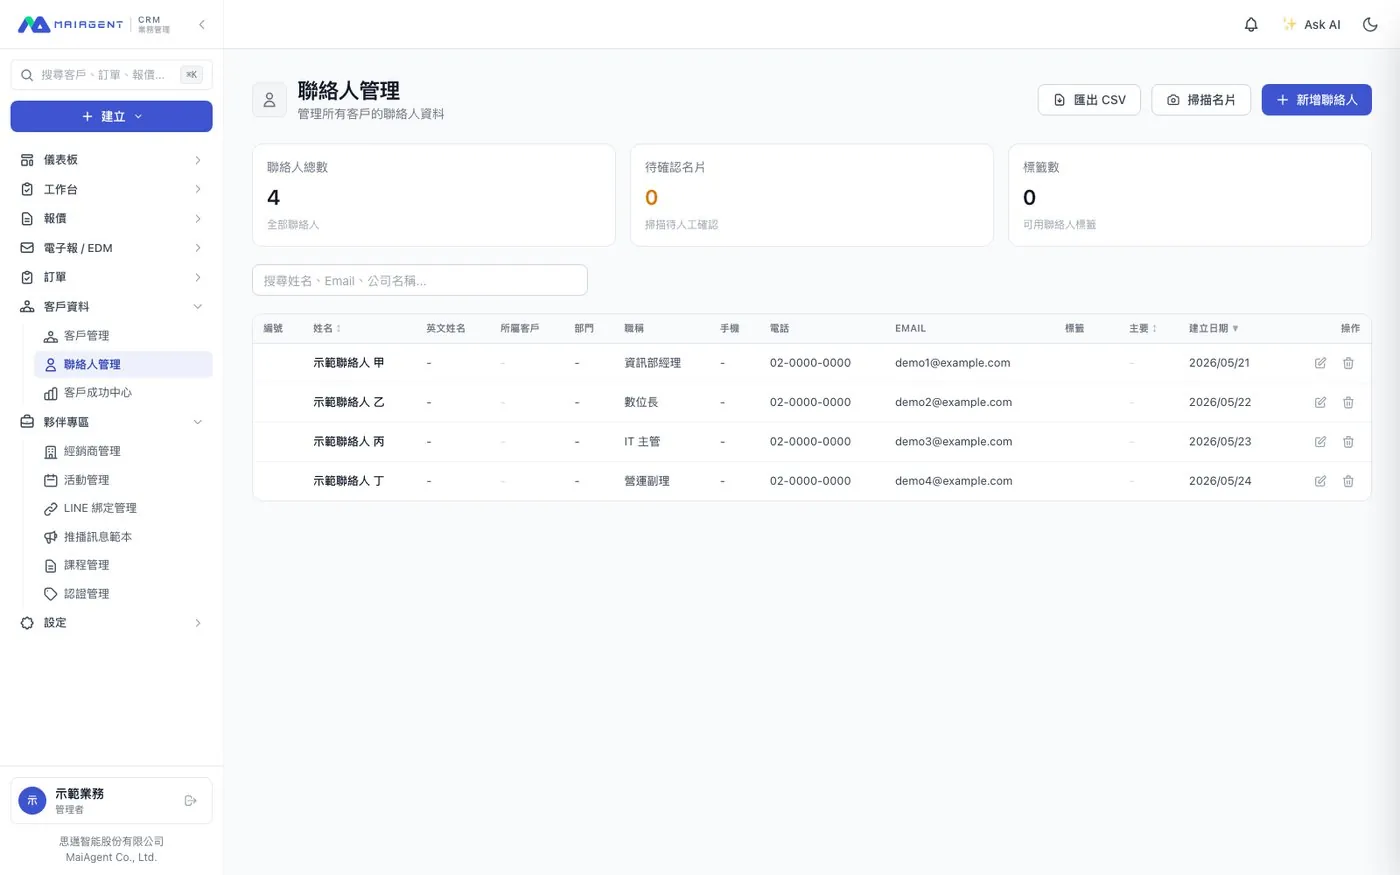 MAIAGENT
CRM
業務管理
Ask AI
搜尋客戶、訂單、報價...
⌘K
+ 建立
儀表板
工作台
報價
電子報 / EDM
訂單
客戶資料
客戶管理
聯絡人管理
客戶成功中心
夥伴專區
經銷商管理
活動管理
LINE 綁定管理
推播訊息範本
課程管理
認證管理
設定
示
示範業務
管理者
思邁智能股份有限公司
MaiAgent Co., Ltd.
聯絡人管理
管理所有客戶的聯絡人資料
匯出 CSV
掃描名片
+ 新增聯絡人
聯絡人總數
4
全部聯絡人
待確認名片
0
掃描待人工確認
標籤數
0
可用聯絡人標籤
搜尋姓名、Email、公司名稱...
編號 姓名 英文姓名 所屬客戶 部門 職稱 手機 電話 EMAIL 標籤 主要 建立日期 操作
示範聯絡人 甲 - - - 資訊部經理 - 02-0000-0000 demo1@example.com - 2026/05/21
示範聯絡人 乙 - - - 數位長 - 02-0000-0000 demo2@example.com - 2026/05/22
示範聯絡人 丙 - - - IT 主管 - 02-0000-0000 demo3@example.com - 2026/05/23
示範聯絡人 丁 - - - 營運副理 - 02-0000-0000 demo4@example.com - 2026/05/24